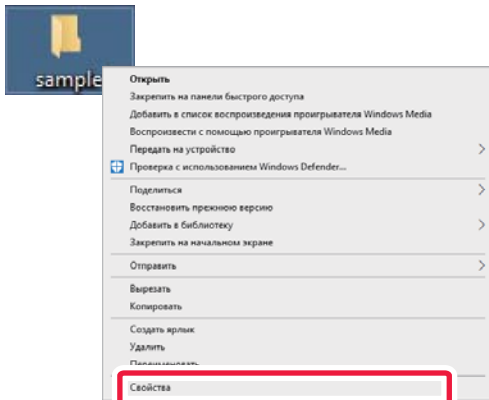 sample
Открыть
Закрепить на панели быстрого доступа
Добавить в список воспроизведения проигрывателя Windows Media
Воспроизвести с помощью проигрывателя Windows Media
Передать на устройство
Проверка с использованием Windows Defender...
Поделиться
Восстановить прежнюю версию
Добавить в библиотеку
Закрепить на начальном экране
Отправить
Вырезать
Копировать
Создать ярлык
Удалить
Переименовать
Свойства